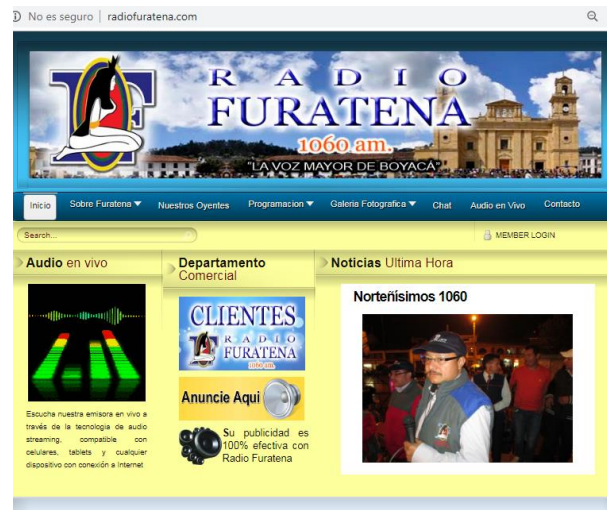 No es seguro | radiofuratena.com
RADIO
FURATENA
1060 am.
"LA VOZ MAYOR DE BOYACÁ"
Inicio Sobre Furatena Nuestros Oyentes Programacion Galeria Fotografica Chat Audio en Vivo Contacto
Search... MEMBER LOGIN
Audio en vivo
Escucha nuestra emisora en vivo a
través de la tecnologia de audio
streaming, compatible con
celulares, tablets y cualquier
dispositivo con conexión a Internet
Departamento
Comercial
CLIENTES
RADIO
FURATENA
1060 am.
Anuncie Aqui
Su publicidad es
100% efectiva con
Radio Furatena
Noticias Ultima Hora
Norteñísimos 1060